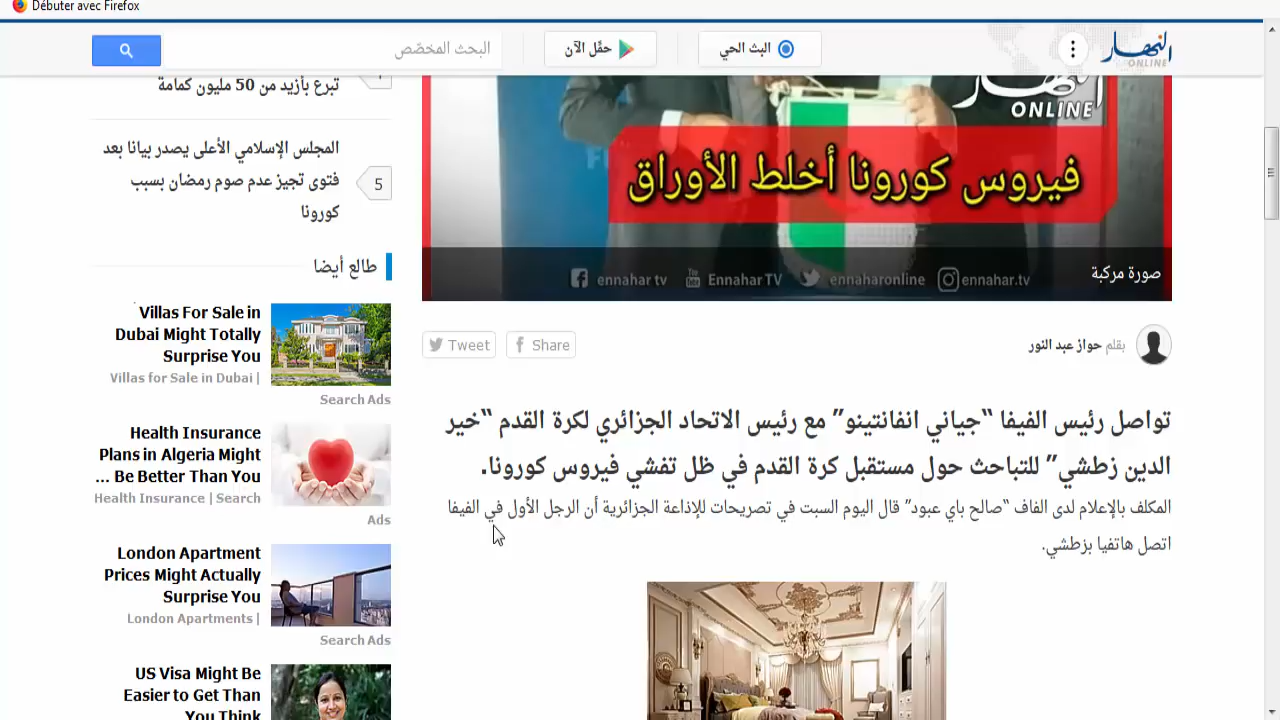 Débuter avec Firefox
النهار
ONLINE
البث الحي
حمِّل الآن
البحث المخصّص
النهار
ONLINE
فيروس كورونا أخلط الأوراق
صورة مركبة
ennahar tv
Ennahar TV
ennaharonline
ennahar.tv
بقلم حواز عبد النور
Share
Tweet
تواصل رئيس الفيفا “جياني انفانتينو” مع رئيس الاتحاد الجزائري لكرة القدم “خير
الدين زطشي” للتباحث حول مستقبل كرة القدم في ظل تفشي فيروس كورونا.
المكلف بالإعلام لدى الفاف “صالح باي عبود” قال اليوم السبت في تصريحات للإذاعة الجزائرية أن الرجل الأول في الفيفا
اتصل هاتفيا بزطشي.
تبرع بأزيد من 50 مليون كمامة
5
المجلس الإسلامي الأعلى يصدر بيانا بعد
فتوى تجيز عدم صوم رمضان بسبب
كورونا
طالع أيضا
Villas For Sale in
Dubai Might Totally
Surprise You
Villas for Sale in Dubai |
Search Ads
Health Insurance
Plans in Algeria Might
... Be Better Than You
Health Insurance | Search
Ads
London Apartment
Prices Might Actually
Surprise You
London Apartments |
Search Ads
US Visa Might Be
Easier to Get Than
You Think